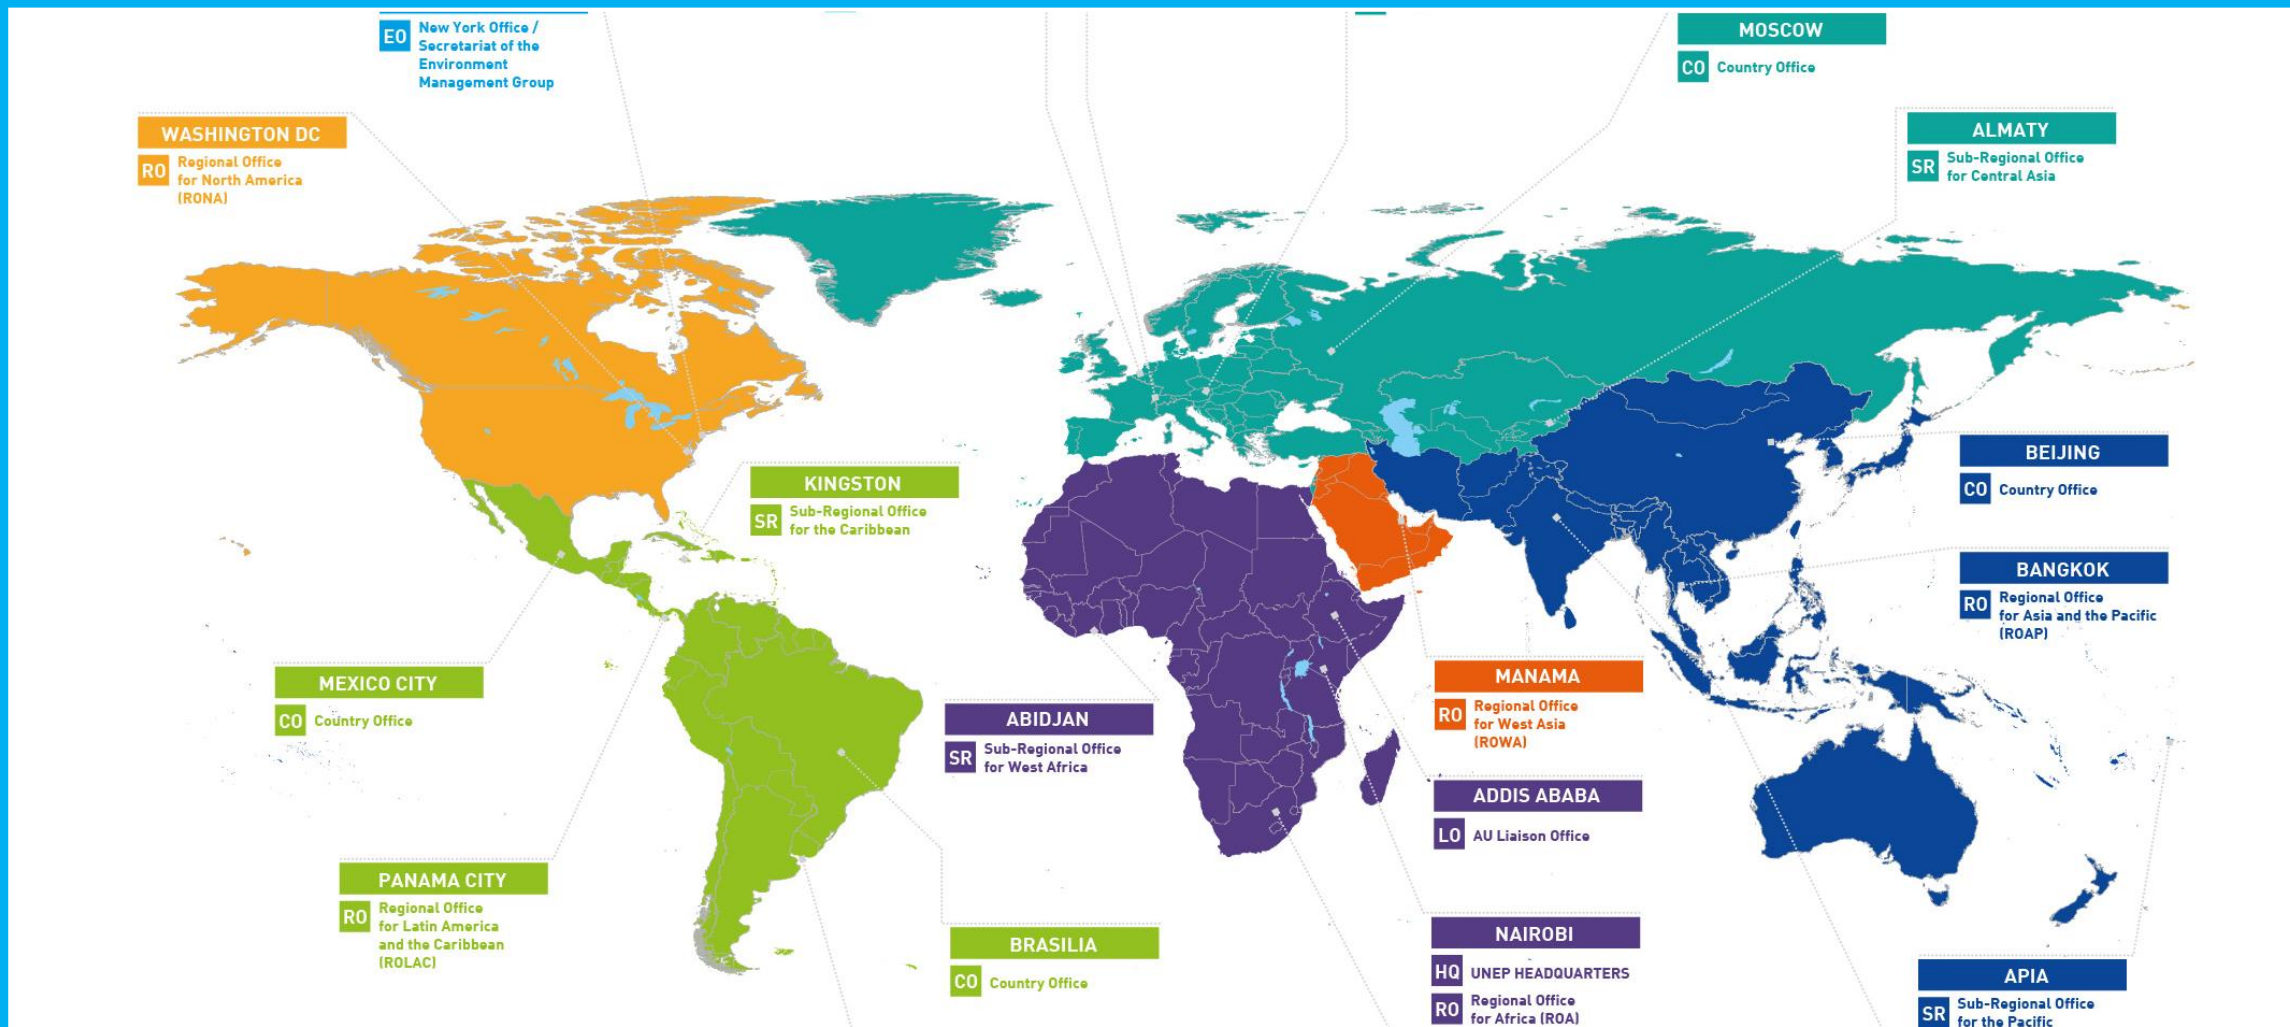 EO
New York Office /
Secretariat of the
Environment
Management Group
MOSCOW
CO
Country Office
WASHINGTON DC
RO
Regional Office
for North America
(RONA)
ALMATY
SR
Sub-Regional Office
for Central Asia
KINGSTON
SR
Sub-Regional Office
for the Caribbean
BEIJING
CO
Country Office
BANGKOK
RO
Regional Office
for Asia and the Pacific
(ROAP)
MEXICO CITY
CO
Country Office
ABIDJAN
SR
Sub-Regional Office
for West Africa
MANAMA
RO
Regional Office
for West Asia
(ROWA)
ADDIS ABABA
LO
AU Liaison Office
PANAMA CITY
RO
Regional Office
for Latin America
and the Caribbean
(ROLAC)
BRASILIA
CO
Country Office
NAIROBI
HQ
UNEP HEADQUARTERS
RO
Regional Office
for Africa (ROA)
APIA
SR
Sub-Regional Office
for the Pacific